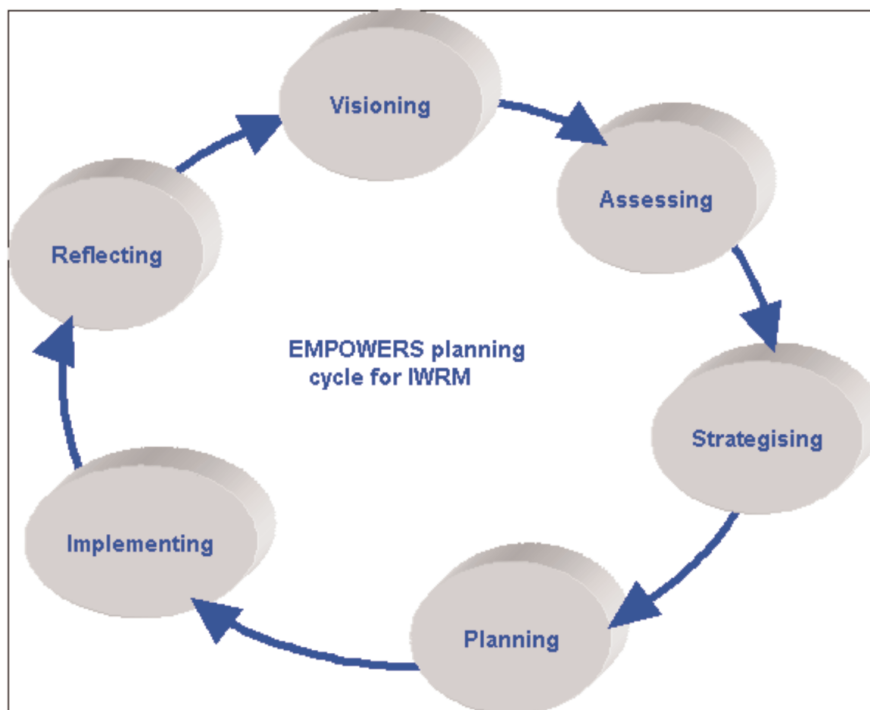 Visioning
Assessing
Reflecting
EMPOWERS planning
cycle for IWRM
Strategising
Implementing
Planning